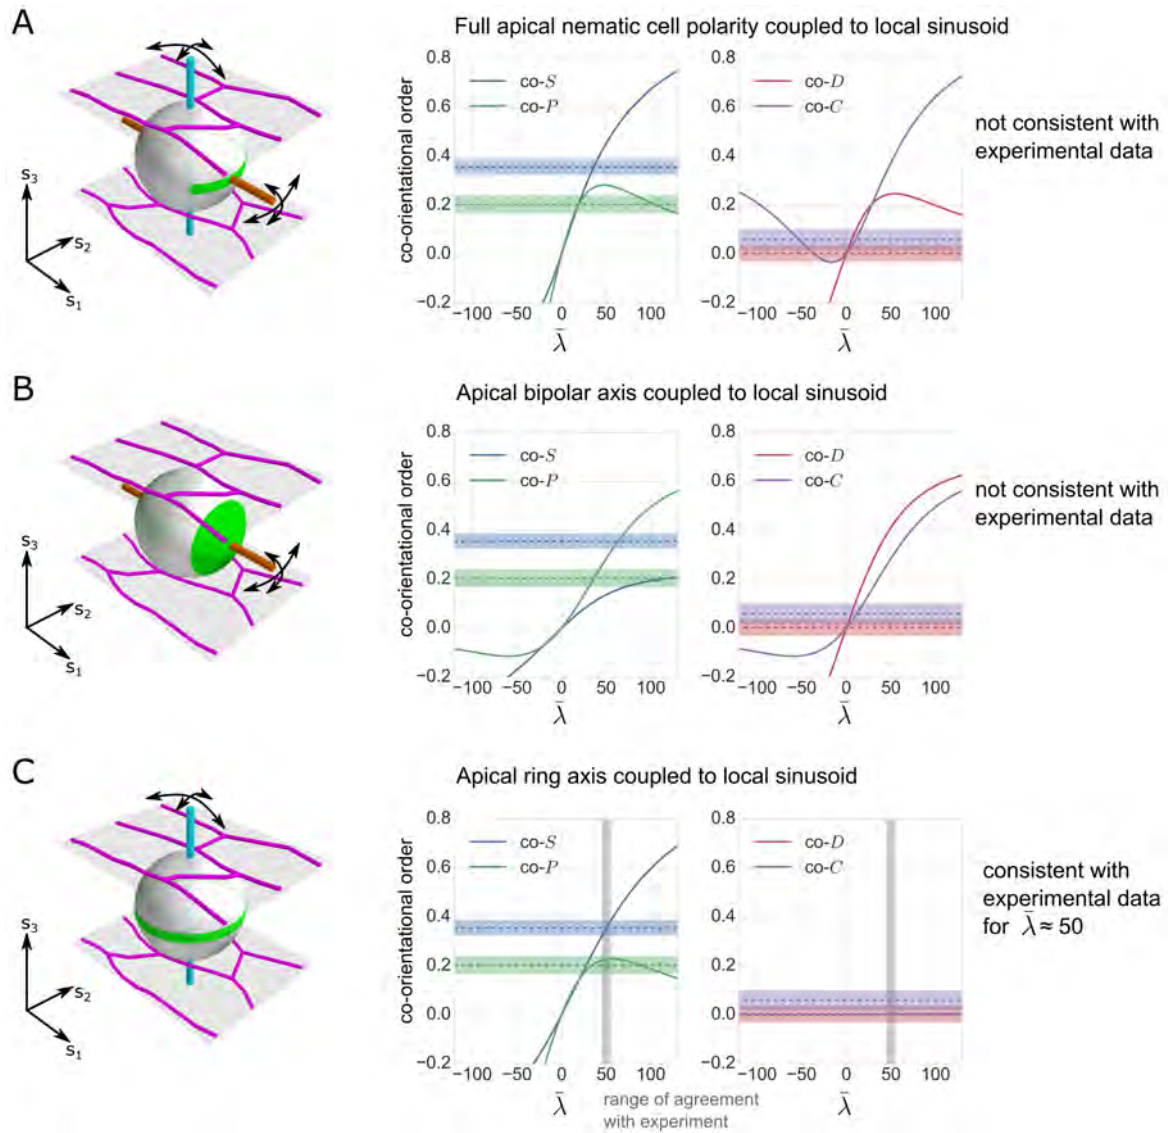 A
Full apical nematic cell polarity coupled to local sinusoid
s3
s2
s1
co-orientational order
0.8
0.6
0.4
0.2
0.0
−0.2
co-S
co-P
−100 −50 0 50 100
λ̄
0.8
0.6
0.4
0.2
0.0
−0.2
co-D
co-C
−100 −50 0 50 100
λ̄
not consistent with
experimental data
B
Apical bipolar axis coupled to local sinusoid
s3
s2
s1
co-orientational order
0.8
0.6
0.4
0.2
0.0
−0.2
co-S
co-P
−100 −50 0 50 100
λ̄
0.8
0.6
0.4
0.2
0.0
−0.2
co-D
co-C
−100 −50 0 50 100
λ̄
not consistent with
experimental data
C
Apical ring axis coupled to local sinusoid
s3
s2
s1
co-orientational order
0.8
0.6
0.4
0.2
0.0
−0.2
co-S
co-P
−100 −50 0 50 100
λ̄
0.8
0.6
0.4
0.2
0.0
−0.2
co-D
co-C
−100 −50 0 50 100
λ̄
range of agreement
with experiment
consistent with
experimental data
for λ̄ ≈ 50